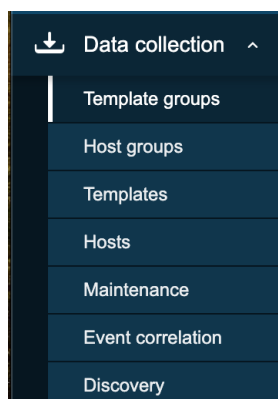 Data collection
Template groups
Host groups
Templates
Hosts
Maintenance
Event correlation
Discovery